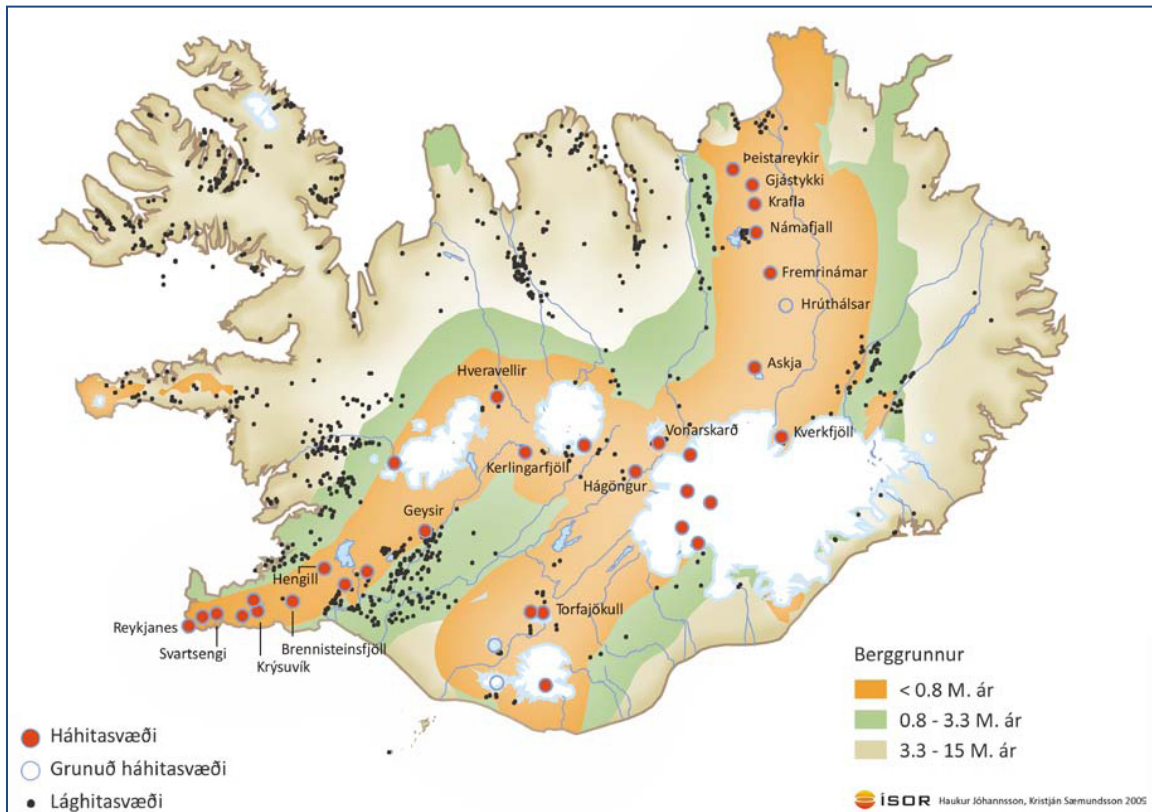 Þeistareykir
Gjástykki
Krafla
Námafjall
Fremrinámar
Hrúthálsar
Askja
Hveravellir
Vonarskarð
Kverkfjöll
Kerlingarfjöll
Hágöngur
Geysir
Hengill
Torfajökull
Reykjanes
Svartsengi
Brennisteinsfjöll
Krýsuvík
Háhitasvæði
Grunuð háhitasvæði
Lághitasvæði
Berggrunnur
< 0.8 M. ár
0.8 - 3.3 M. ár
3.3 - 15 M. ár
ÍSOR Haukur Jóhannsson, Kristján Sæmundsson 2005